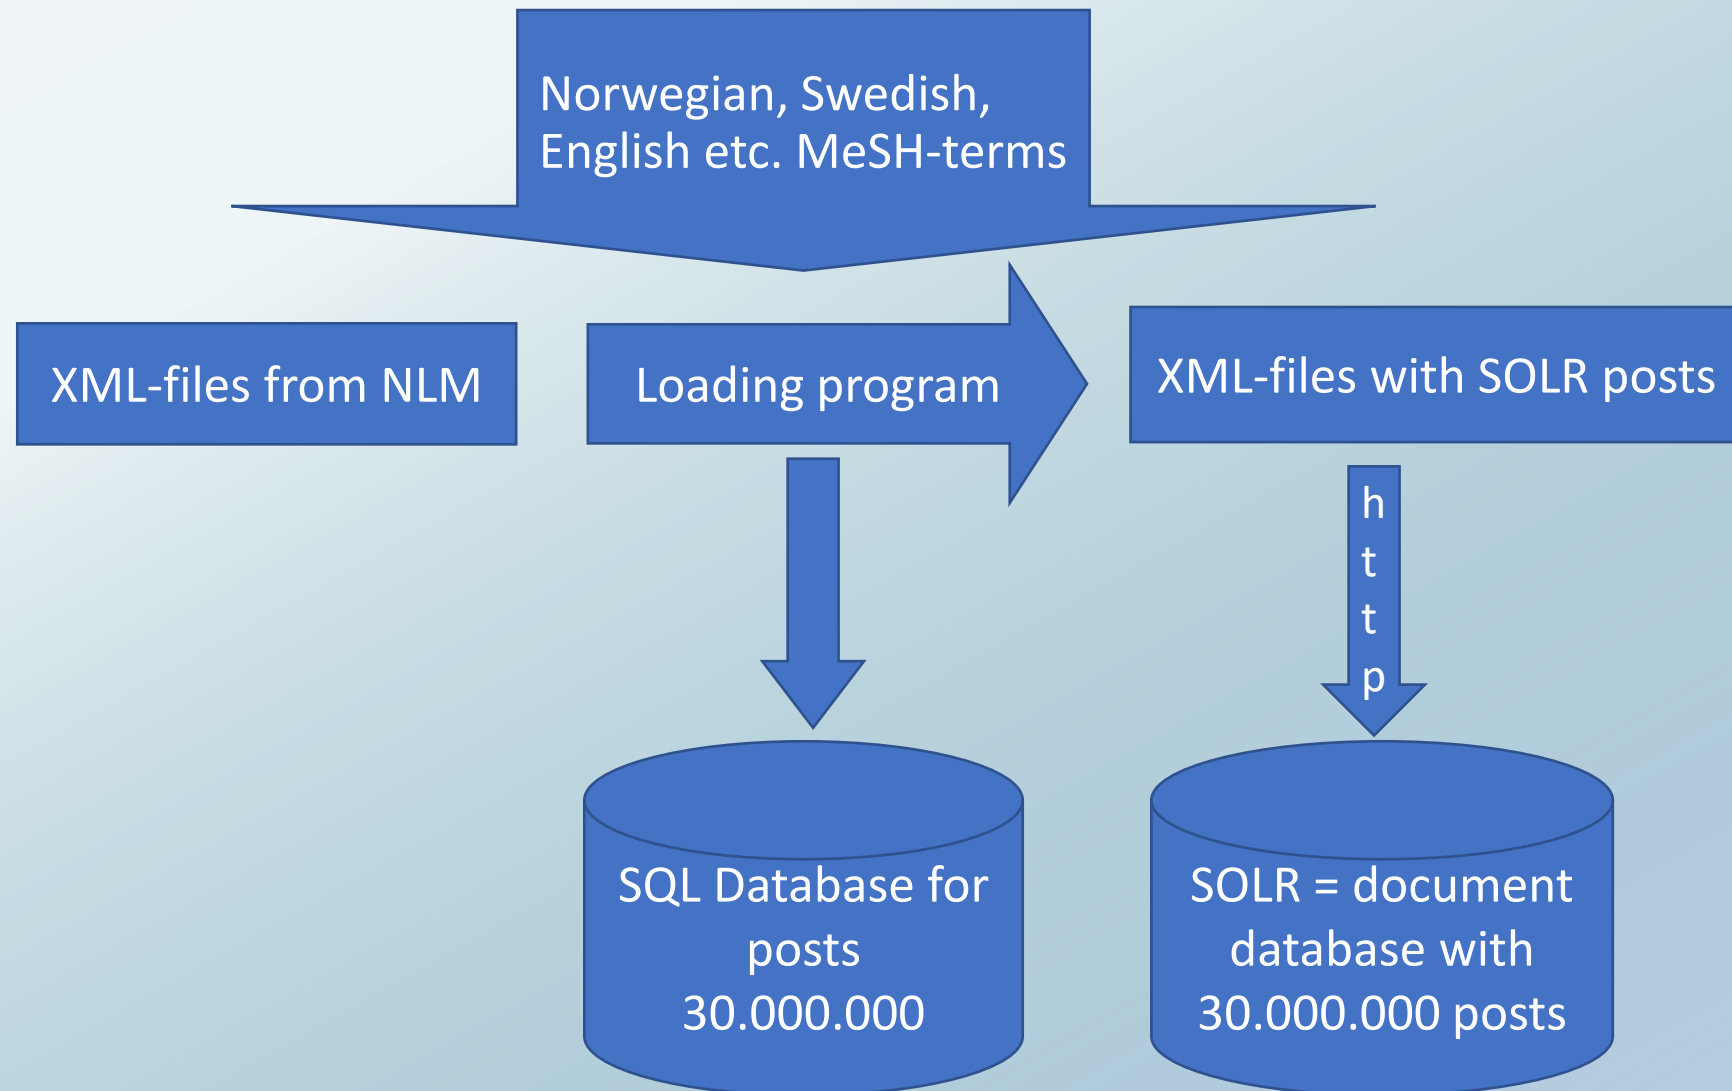 Norwegian, Swedish,
English etc. MeSH-terms
XML-files from NLM
Loading program
XML-files with SOLR posts
h
t
t
p
SQL Database for
posts
30.000.000
SOLR = document
database with
30.000.000 posts